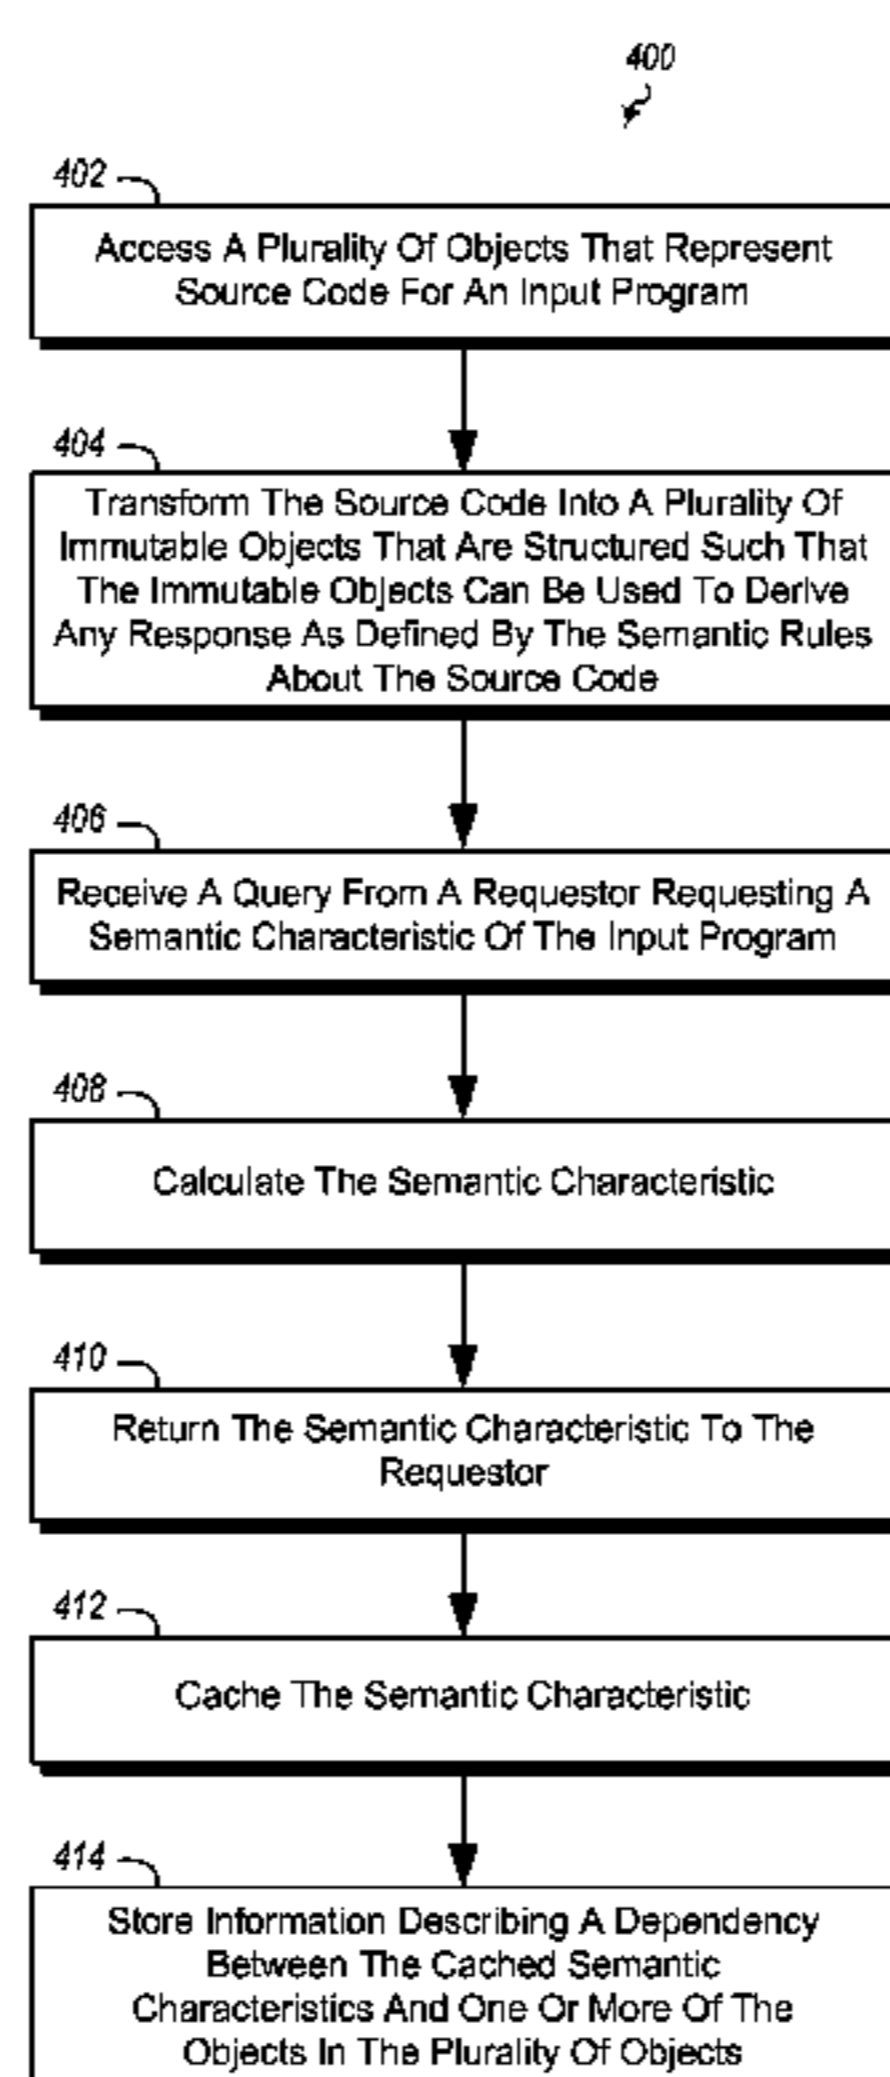 400
402
Access A Plurality Of Objects That Represent
Source Code For An Input Program
404
Transform The Source Code Into A Plurality Of
Immutable Objects That Are Structured Such That
The Immutable Objects Can Be Used To Derive
Any Response As Defined By The Semantic Rules
About The Source Code
406
Receive A Query From A Requestor Requesting A
Semantic Characteristic Of The Input Program
408
Calculate The Semantic Characteristic
410
Return The Semantic Characteristic To The
Requestor
412
Cache The Semantic Characteristic
414
Store Information Describing A Dependency
Between The Cached Semantic
Characteristics And One Or More Of The
Objects In The Plurality Of Objects